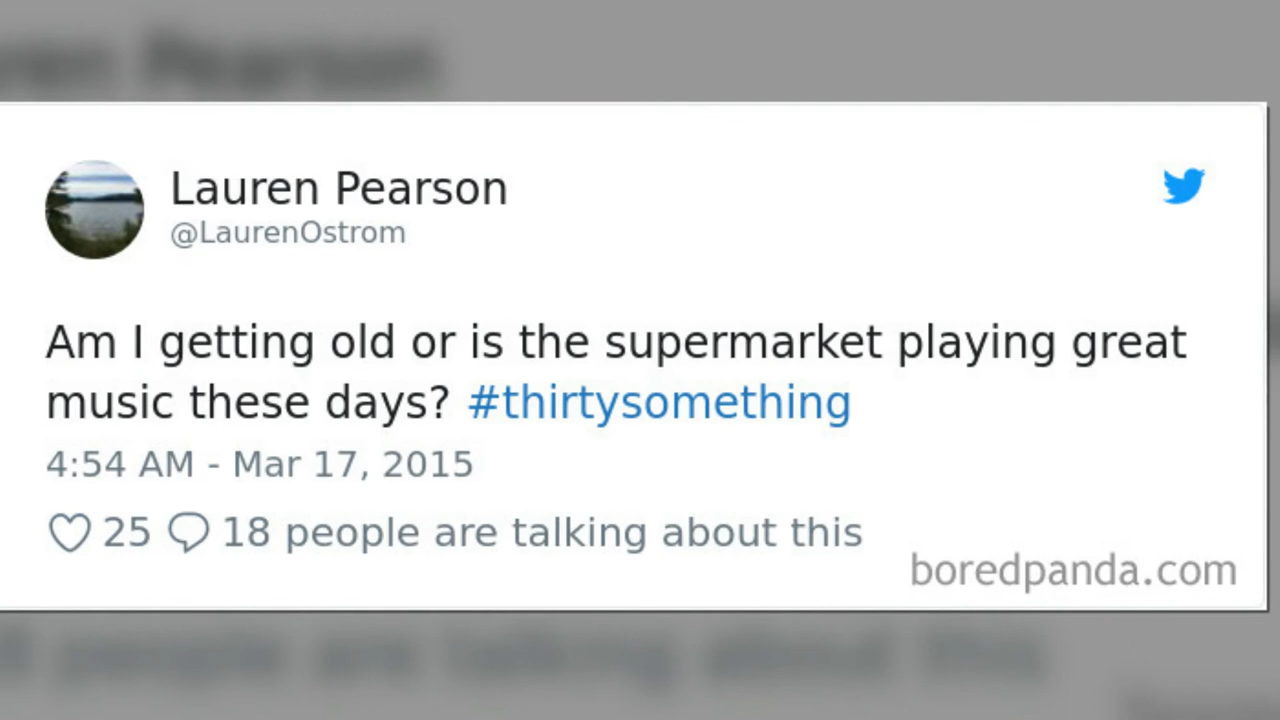 Lauren Pearson
@LaurenOstrom
Am I getting old or is the supermarket playing great
music these days? #thirtysomething
4:54 AM - Mar 17, 2015
25 18 people are talking about this
boredpanda.com